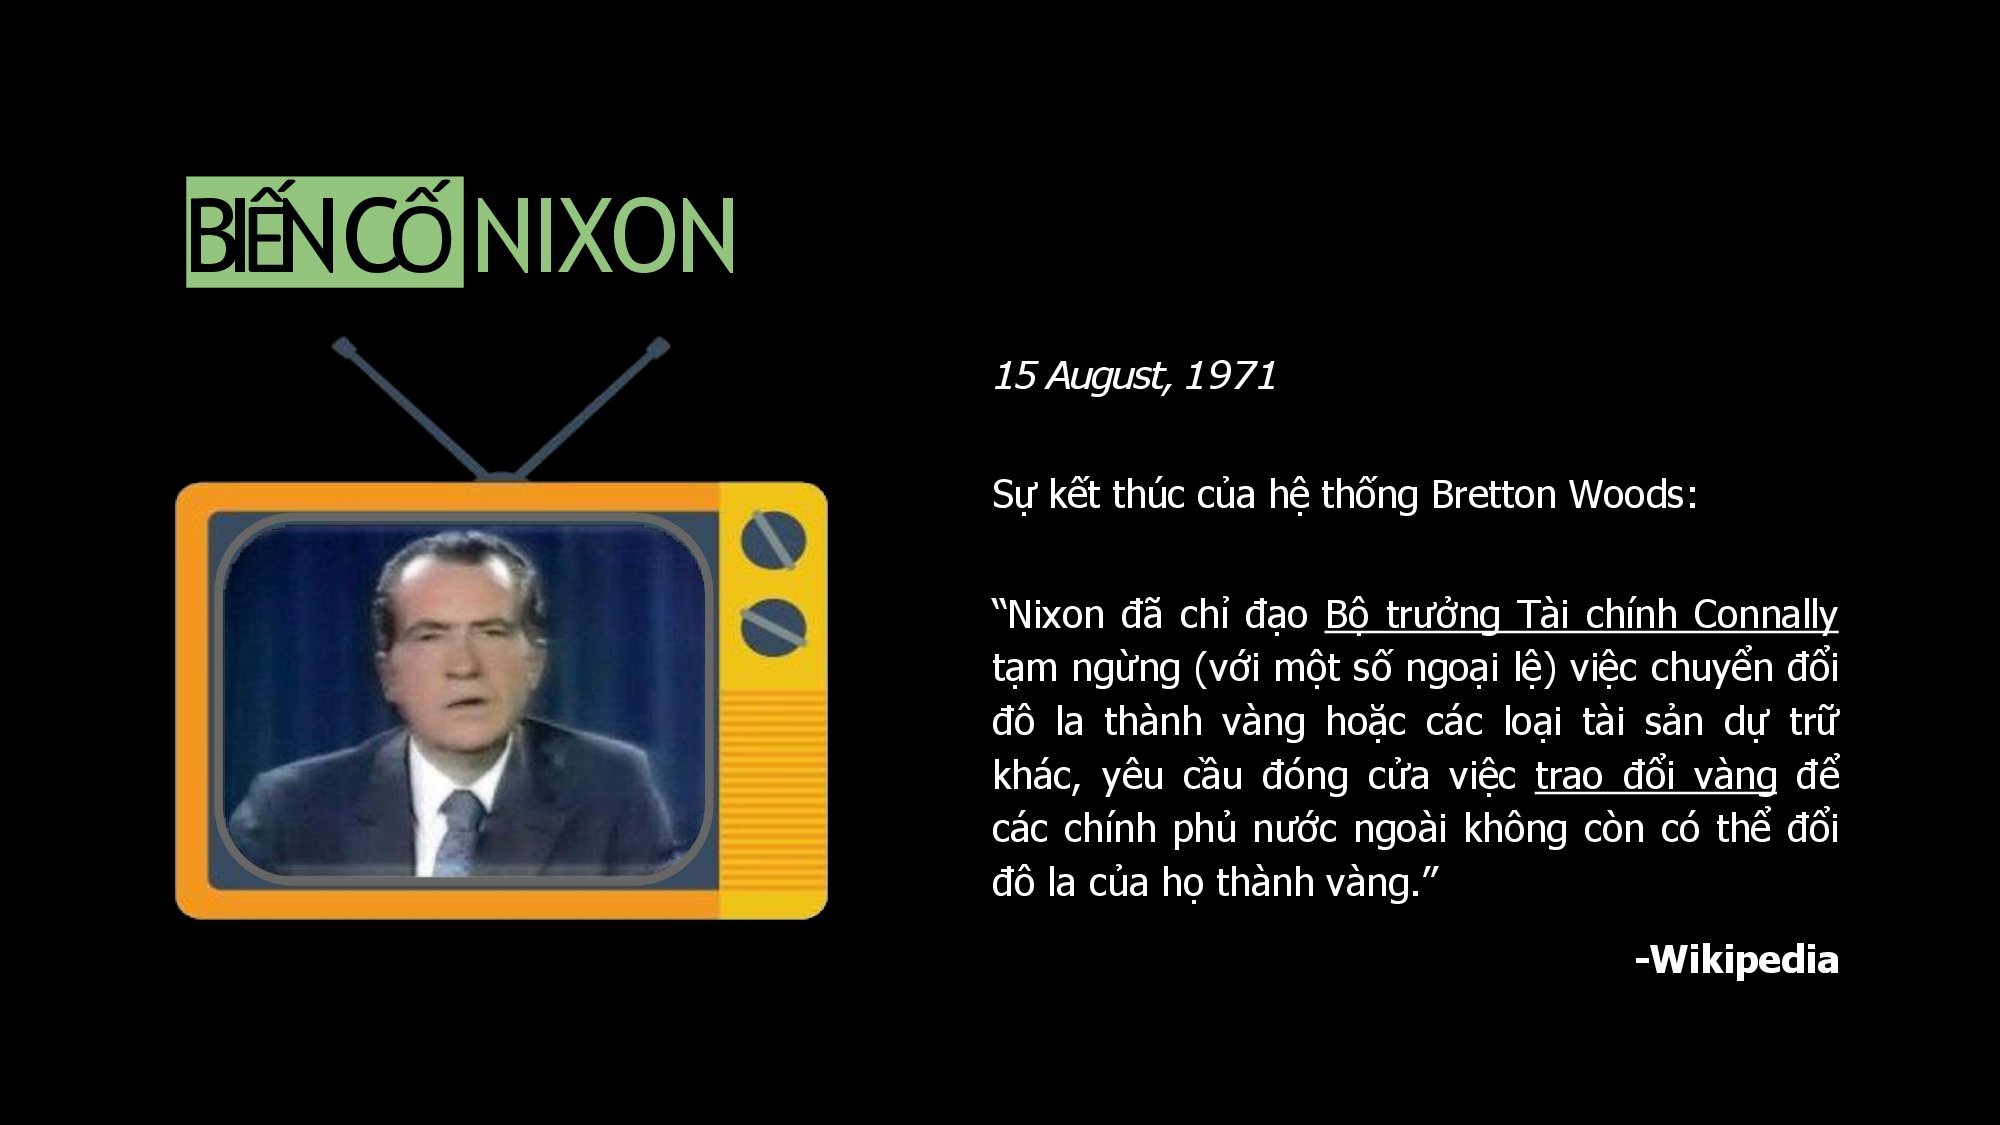 BIẾN CỐ NIXON
15 August, 1971
Sự kết thúc của hệ thống Bretton Woods:
“Nixon đã chỉ đạo Bộ trưởng Tài chính Connally
tạm ngừng (với một số ngoại lệ) việc chuyển đổi
đô la thành vàng hoặc các loại tài sản dự trữ
khác, yêu cầu đóng cửa việc trao đổi vàng để
các chính phủ nước ngoài không còn có thể đổi
đô la của họ thành vàng.”
-Wikipedia